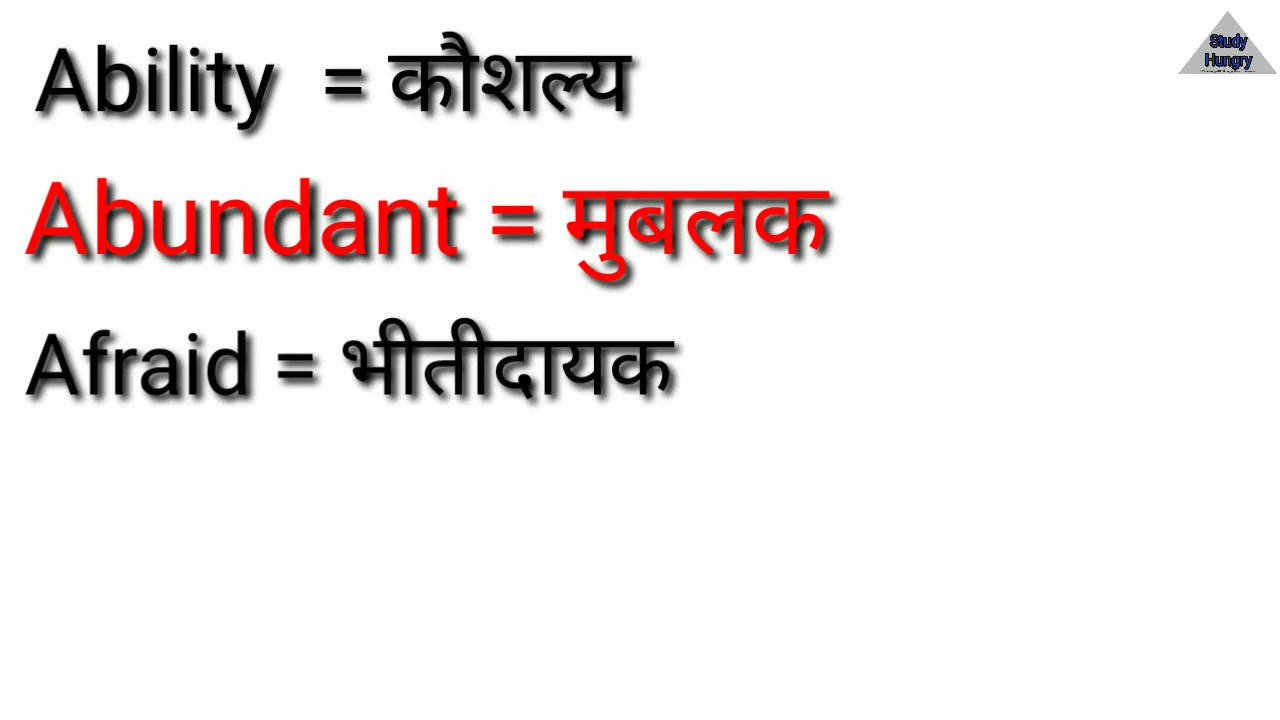 Ability = कौशल्य
Abundant = मुबलक
Afraid = भीतीदायक
Study
Hungry